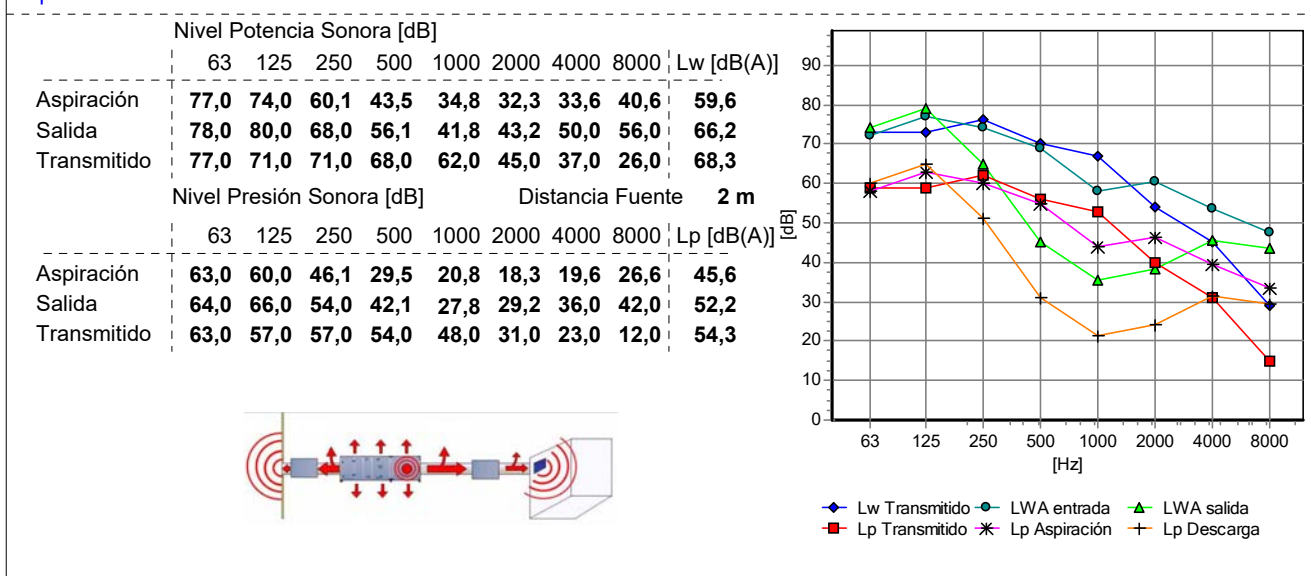 Nivel Potencia Sonora [dB]
63 125 250 500 1000 2000 4000 8000 Lw [dB(A)]
Aspiración 77,0 74,0 60,1 43,5 34,8 32,3 33,6 40,6 59,6
Salida 78,0 80,0 68,0 56,1 41,8 43,2 50,0 56,0 66,2
Transmitido 77,0 71,0 71,0 68,0 62,0 45,0 37,0 26,0 68,3
Nivel Presión Sonora [dB] Distancia Fuente 2 m
63 125 250 500 1000 2000 4000 8000 Lp [dB(A)]
Aspiración 63,0 60,0 46,1 29,5 20,8 18,3 19,6 26,6 45,6
Salida 64,0 66,0 54,0 42,1 27,8 29,2 36,0 42,0 52,2
Transmitido 63,0 57,0 57,0 54,0 48,0 31,0 23,0 12,0 54,3
90
80
70
60
50
40
30
20
10
0
[dB]
63 125 250 500 1000 2000 4000 8000
[Hz]
Lw Transmitido LWA entrada LWA salida
Lp Transmitido Lp Aspiración Lp Descarga